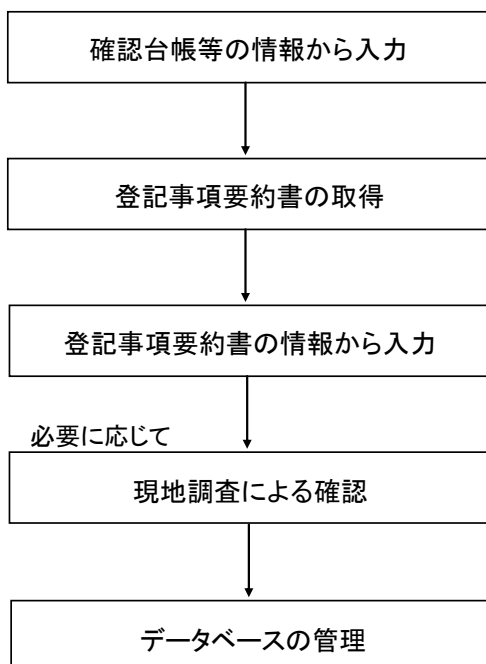 確認台帳等の情報から入力
登記事項要約書の取得
登記事項要約書の情報から入力
必要に応じて
現地調査による確認
データベースの管理